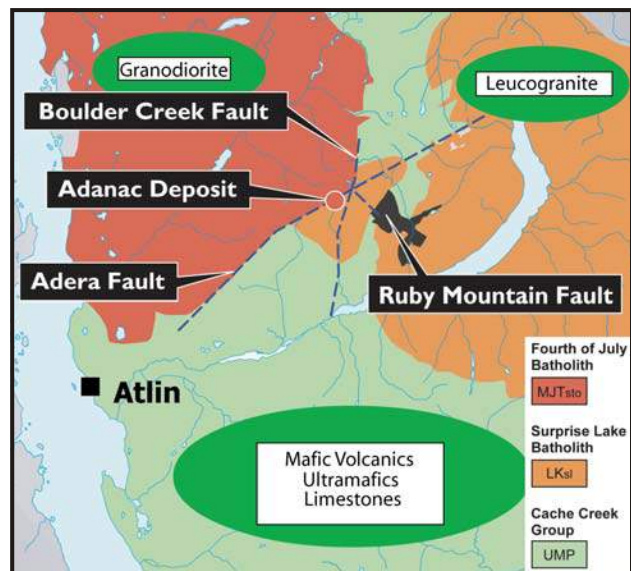 Granodiorite
Leucogranite
Boulder Creek Fault
Adanac Deposit
Adera Fault
Ruby Mountain Fault
Atlin
Mafic Volcanics
Ultramafics
Limestones
Fourth of July
Batholith
MJTsto
Surprise Lake
Batholith
LKsl
Cache Creek
Group
UMP